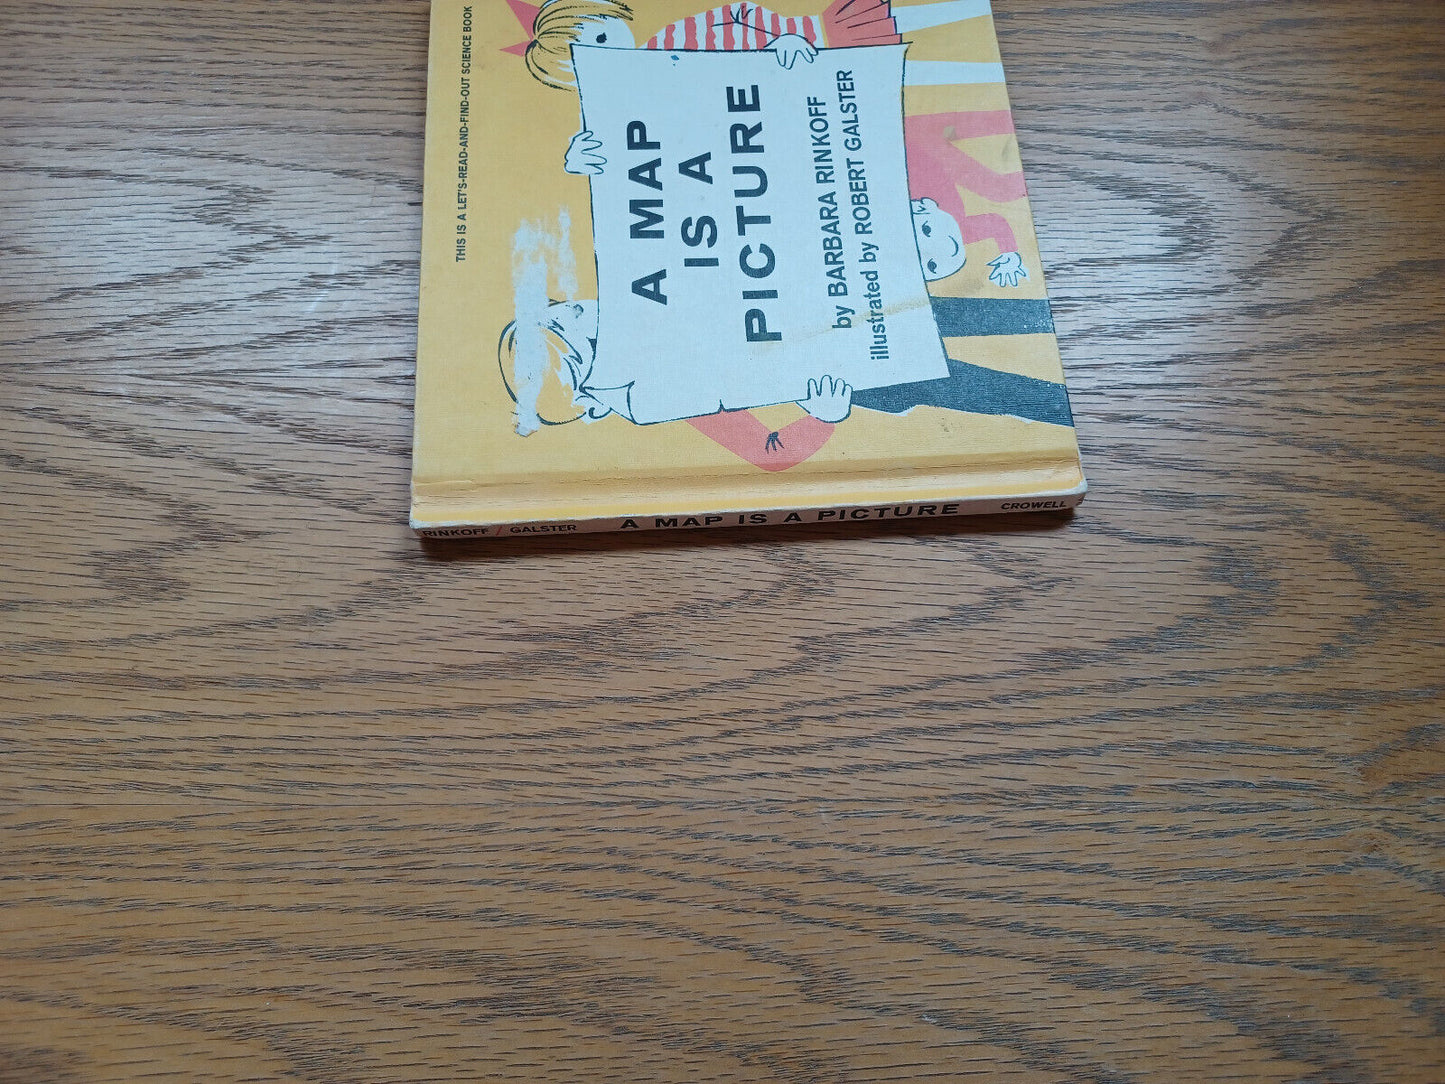 THIS IS A LET'S-READ-AND-FIND-OUT SCIENCE BOOK
A MAP
IS A
PICTURE
by BARBARA RINKOFF
illustrated by ROBERT GALSTER
RINKOFF / GALSTER A MAP IS A PICTURE CROWELL